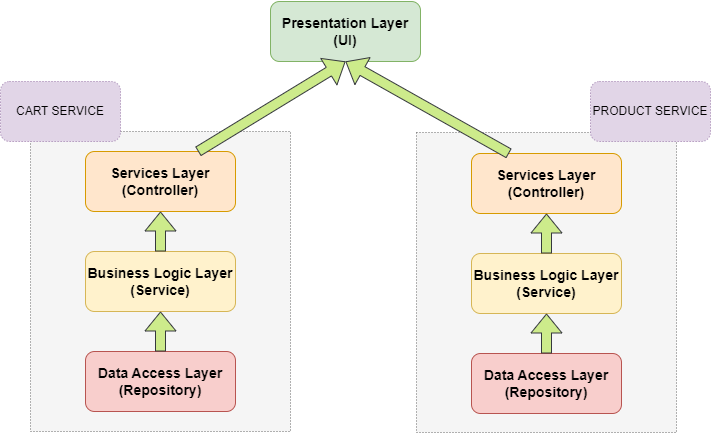 Presentation Layer
(UI)
CART SERVICE
PRODUCT SERVICE
Services Layer
(Controller)
Business Logic Layer
(Service)
Data Access Layer
(Repository)
Services Layer
(Controller)
Business Logic Layer
(Service)
Data Access Layer
(Repository)